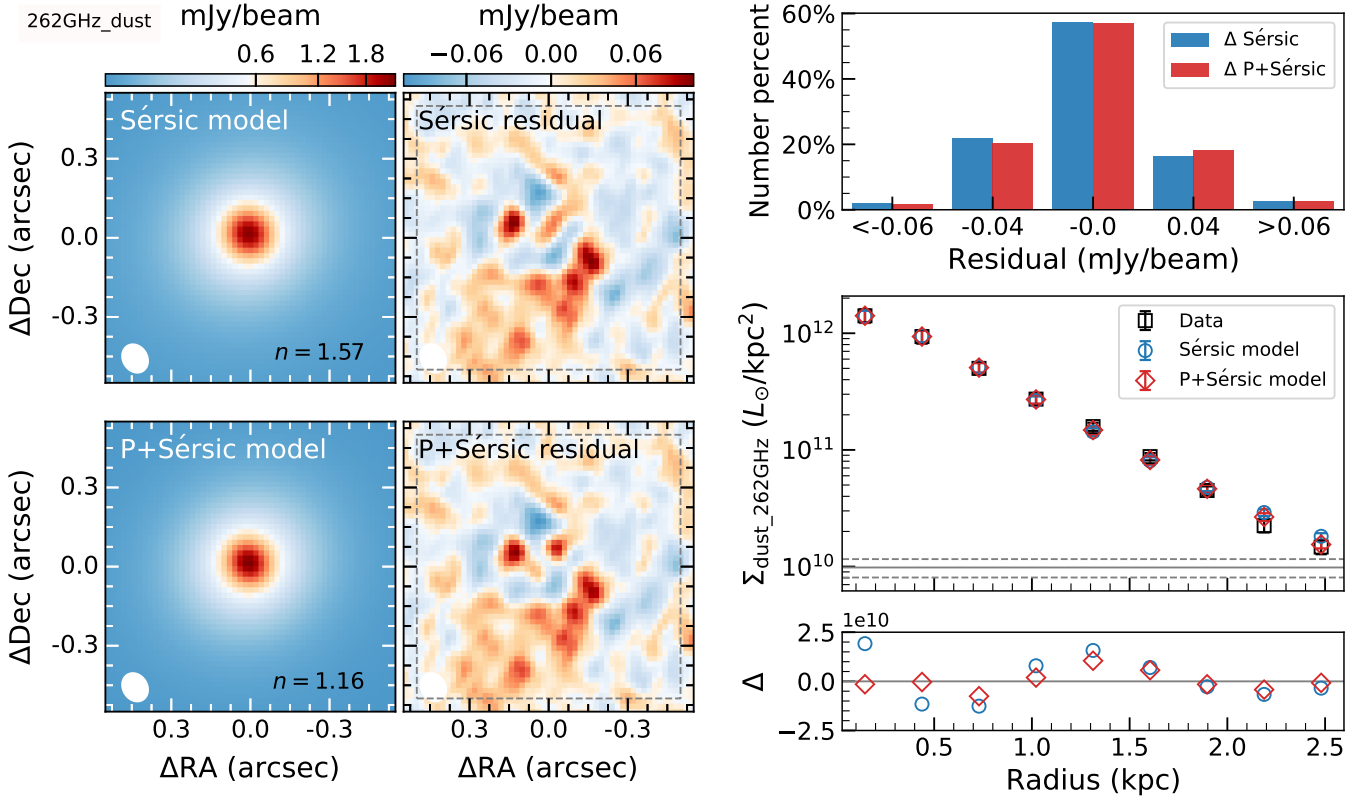 262GHz_dust
mJy/beam
mJy/beam
0.6 1.2 1.8
−0.06 0.00 0.06
Sérsic model
Sérsic residual
n = 1.57
ΔDec (arcsec)
0.3
0.0
-0.3
P+Sérsic model
P+Sérsic residual
n = 1.16
ΔDec (arcsec)
0.3
0.0
-0.3
0.3 0.0 -0.3
0.3 0.0 -0.3
ΔRA (arcsec)
ΔRA (arcsec)
Number percent
60%
40%
20%
0%
Δ Sérsic
Δ P+Sérsic
<-0.06 -0.04 -0.0 0.04 >0.06
Residual (mJy/beam)
Σdust_262GHz (L⊙/kpc²)
10¹²
10¹¹
10¹⁰
Data
Sérsic model
P+Sérsic model
1e10
Δ
2.5
0.0
−2.5
0.5 1.0 1.5 2.0 2.5
Radius (kpc)